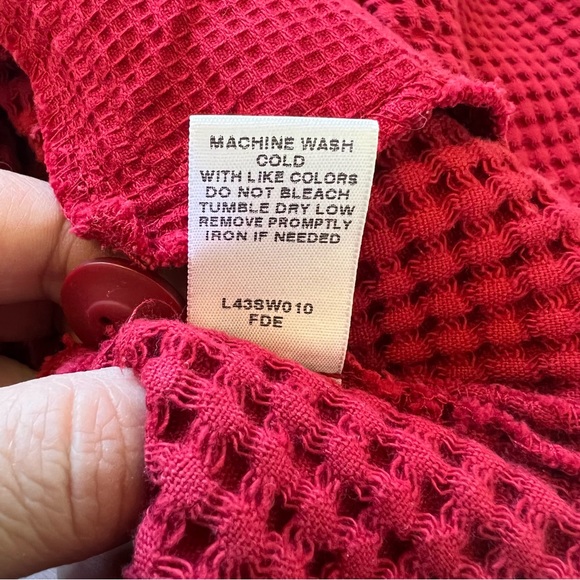 MACHINE WASH
COLD
WITH LIKE COLORS
DO NOT BLEACH
TUMBLE DRY LOW
REMOVE PROMPTLY
IRON IF NEEDED
L43SW010
FDE